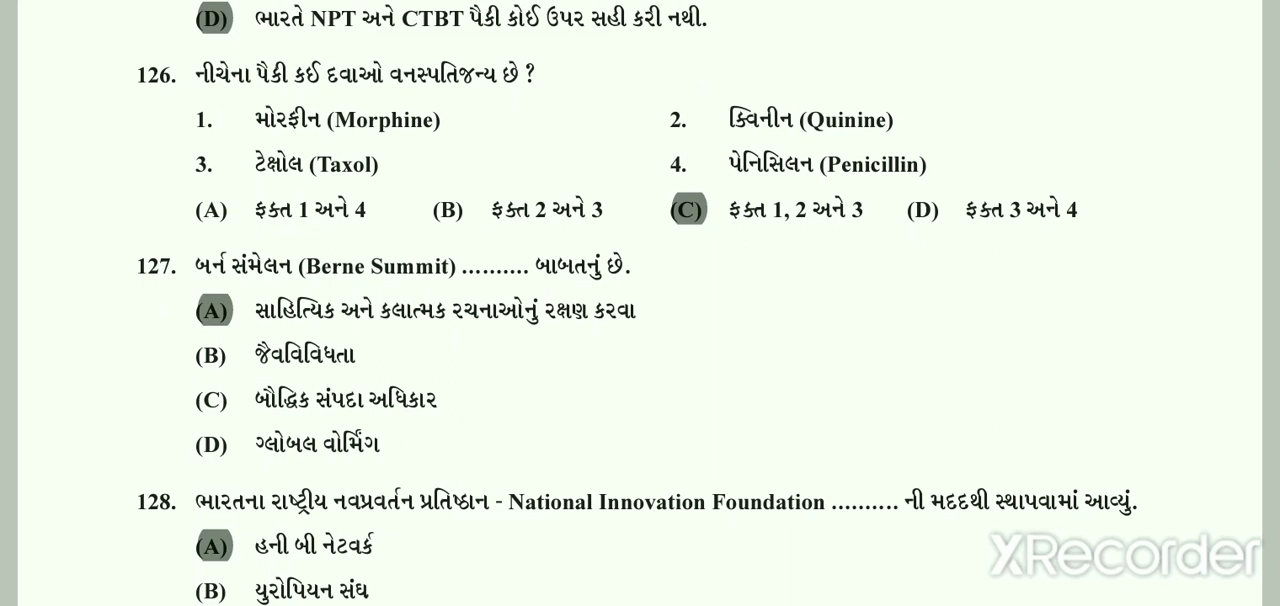 (D) ભારતે NPT અને CTBT પૈકી કોઈ ઉપર સહી કરી નથી.
126. નીચેના પૈકી કઈ દવાઓ વનસ્પતિજન્ય છે ?
1. મોરફીન (Morphine) 2. ક્વિનીન (Quinine)
3. ટેક્ષોલ (Taxol) 4. પેનિસિલન (Penicillin)
(A) ફક્ત 1 અને 4 (B) ફક્ત 2 અને 3 (C) ફક્ત 1, 2 અને 3 (D) ફક્ત 3 અને 4
127. બર્ન સંમેલન (Berne Summit) .......... બાબતનું છે.
(A) સાહિત્યિક અને કલાત્મક રચનાઓનું રક્ષણ કરવા
(B) જૈવવિવિધતા
(C) બૌદ્ધિક સંપદા અધિકાર
(D) ગ્લોબલ વોર્મિંગ
128. ભારતના રાષ્ટ્રીય નવપ્રવર્તન પ્રતિષ્ઠાન - National Innovation Foundation .......... ની મદદથી સ્થાપવામાં આવ્યું.
(A) હની બી નેટવર્ક
(B) યુરોપિયન સંઘ
XRecorder